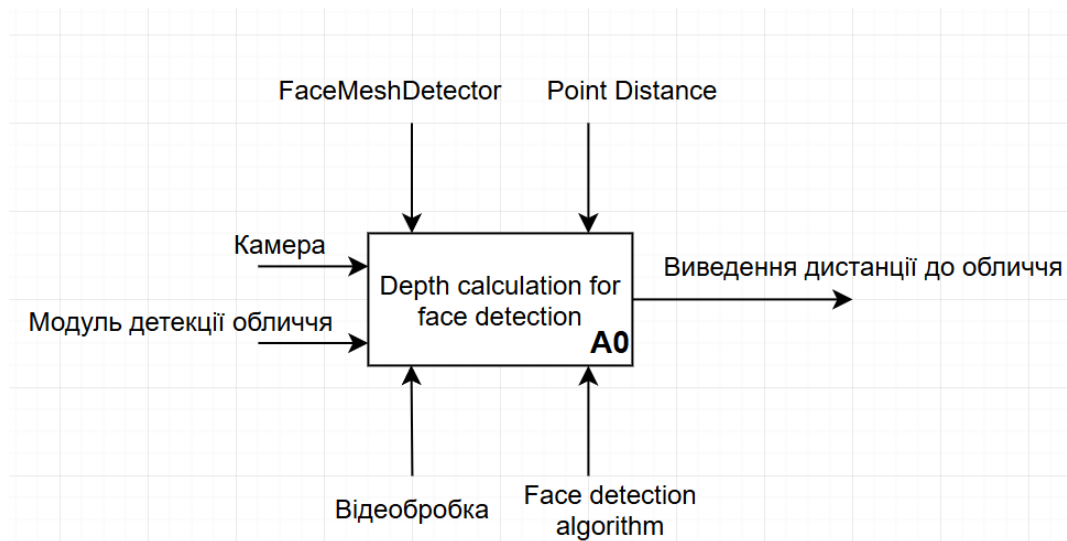 FaceMeshDetector
Point Distance
Камера
Модуль детекції обличчя
Depth calculation for
face detection
A0
Виведення дистанції до обличчя
Відеобробка
Face detection
algorithm